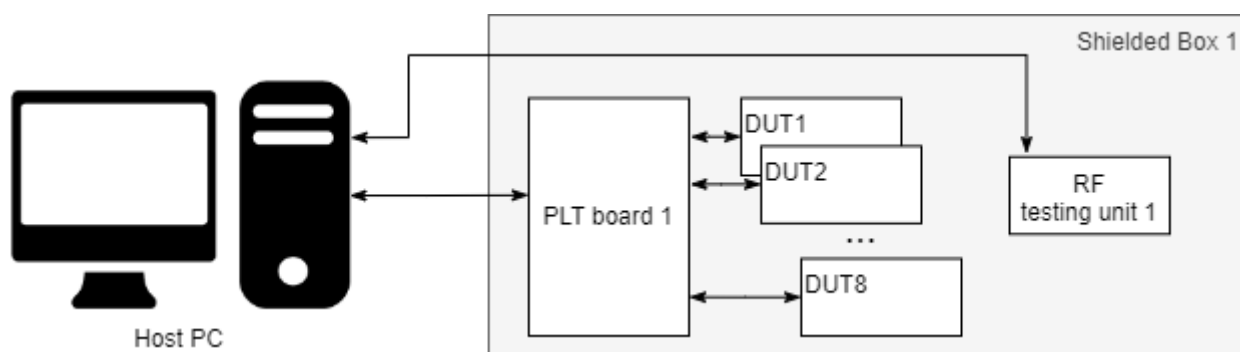 Shielded Box 1
DUT1
DUT2
PLT board 1
RF
testing unit 1
...
DUT8
Host PC